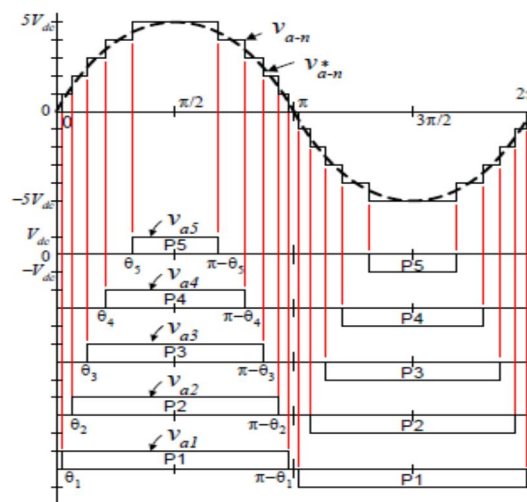 5V_dc
v_a-n
v*_a-n
0
0
π/2
π
3π/2
2π
−5V_dc
V_dc
0
−V_dc
v_a5
P5
P5
θ_5
π−θ_5
v_a4
P4
P4
θ_4
π−θ_4
v_a3
P3
P3
θ_3
π−θ_3
v_a2
P2
P2
θ_2
π−θ_2
v_a1
P1
P1
θ_1
π−θ_1